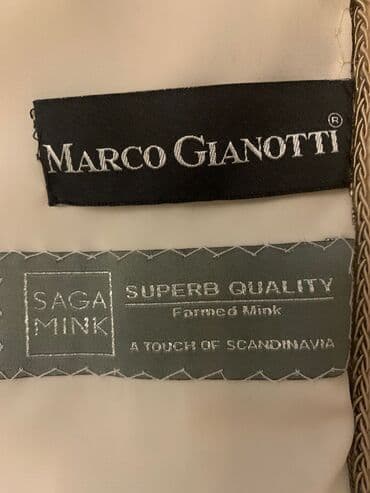 MARCO GIANOTTI®
SAGA
MINK
SUPERB QUALITY
Farmed Mink
A TOUCH OF SCANDINAVIA